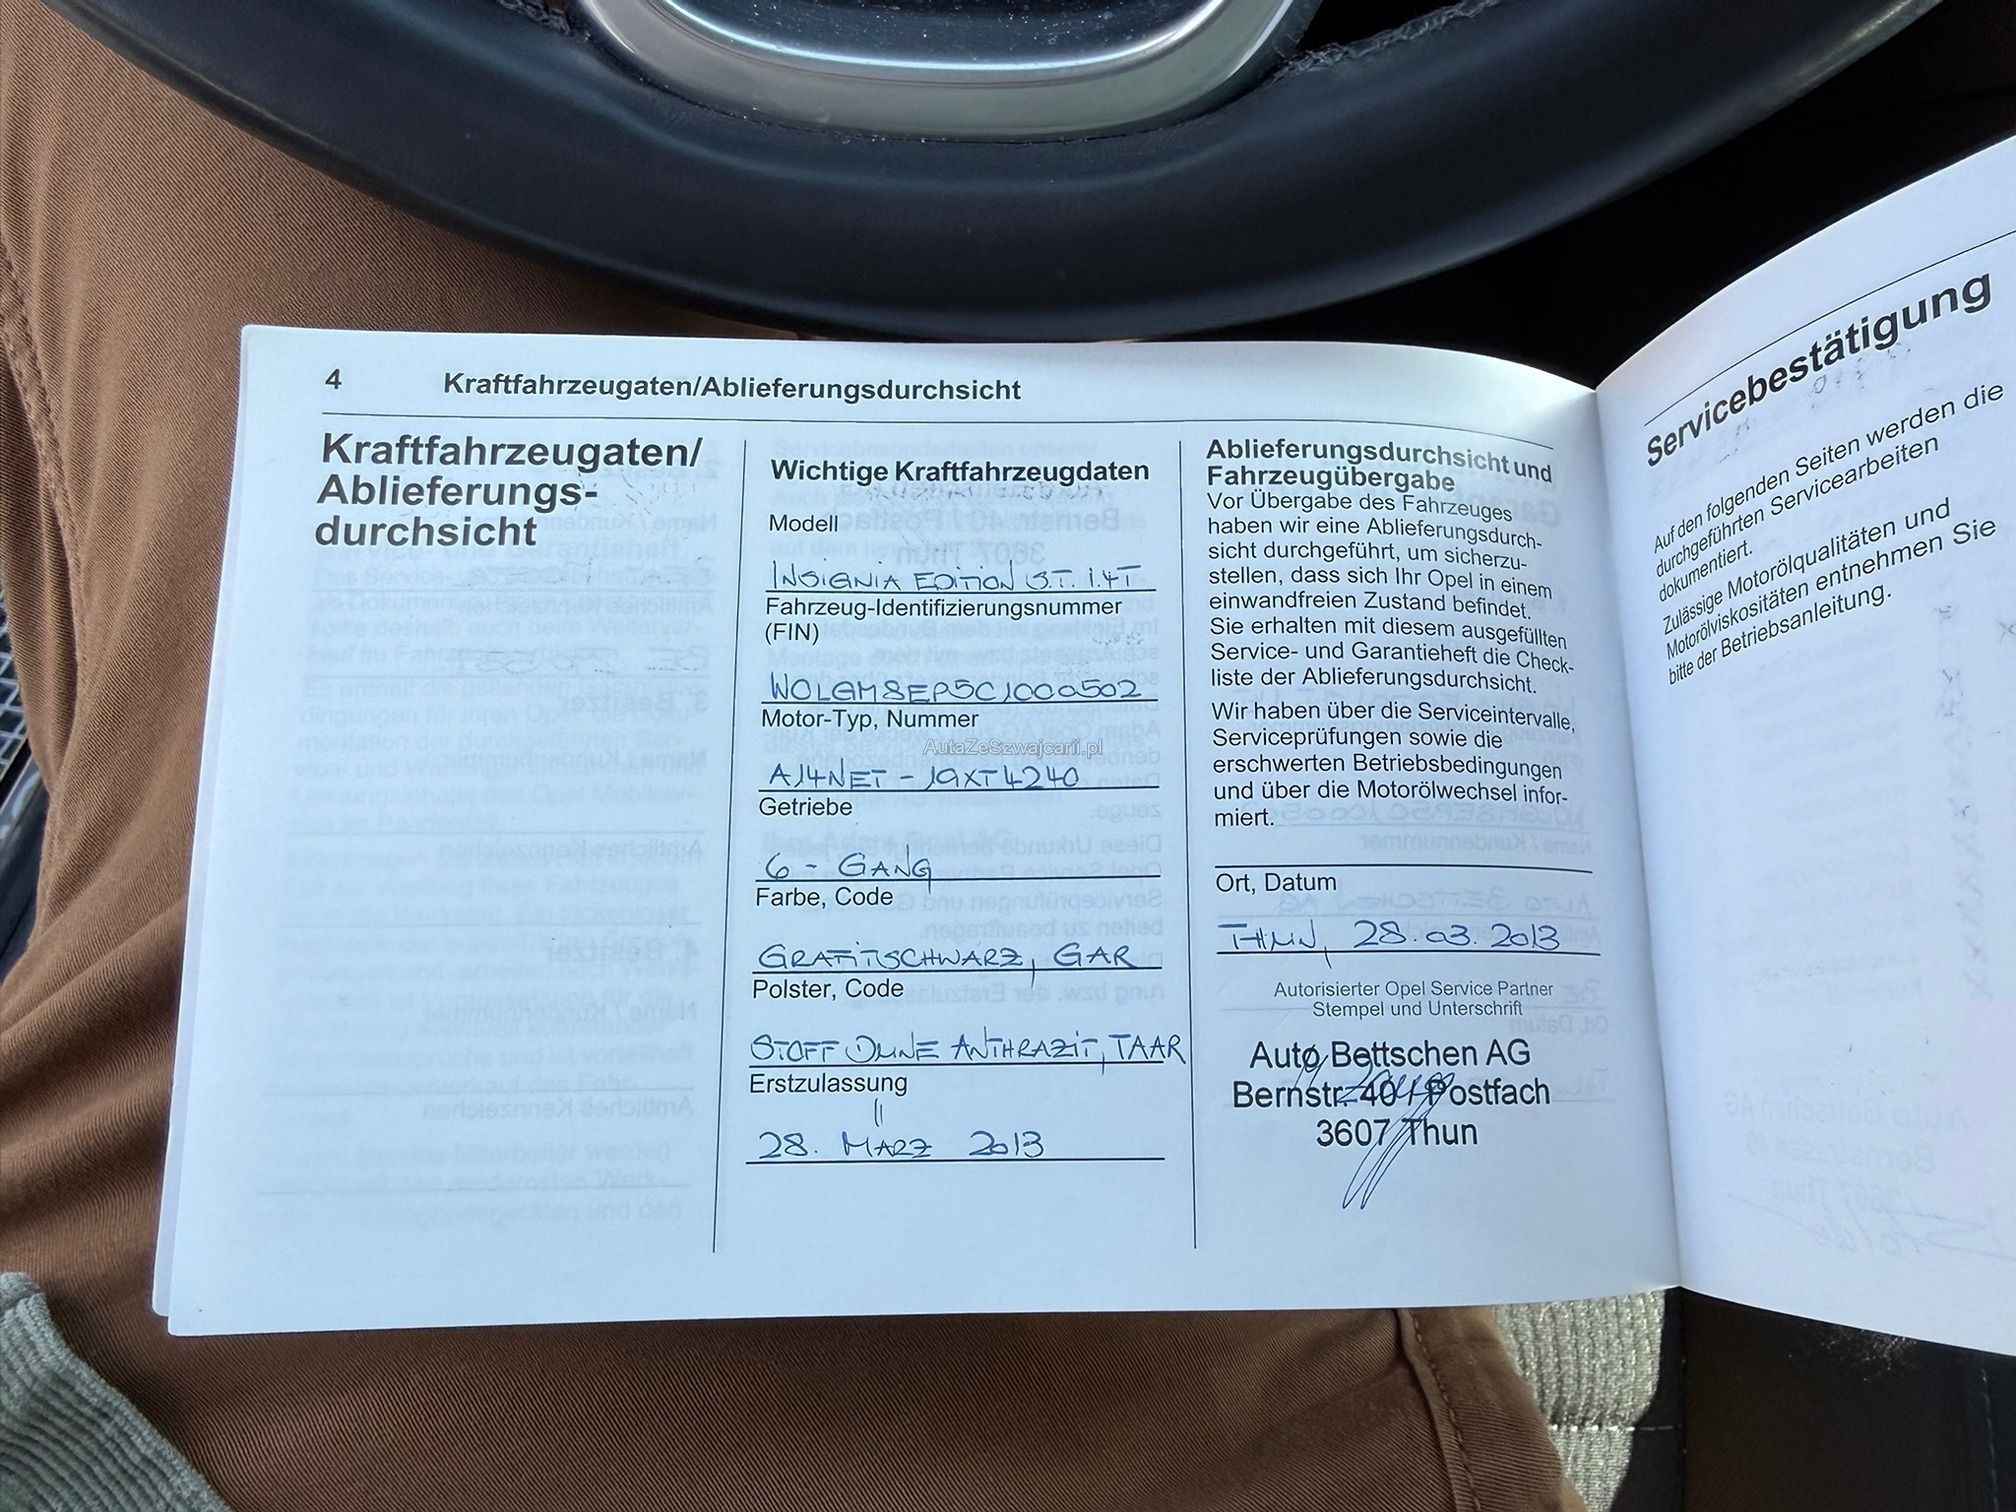 4 Kraftfahrzeugaten/Ablieferungsdurchsicht
Kraftfahrzeugaten/
Ablieferungs-
durchsicht
Wichtige Kraftfahrzeugdaten
Modell
INSIGNIA EDITION S.T. 1.4T
Fahrzeug-Identifizierungsnummer
(FIN)
WOLGM8EP5C1000502
Motor-Typ, Nummer
A14NET - 19XT4240
Getriebe
6 - GANG
Farbe, Code
GRAFITSCHWARZ, GAR
Polster, Code
STOFF ANTHRAZIT, TAAR
Erstzulassung
28. MÄRZ 2013
Ablieferungsdurchsicht und
Fahrzeugübergabe
Vor Übergabe des Fahrzeuges
haben wir eine Ablieferungsdurch-
sicht durchgeführt, um sicherzu-
stellen, dass sich Ihr Opel in einem
einwandfreien Zustand befindet.
Sie erhalten mit diesem ausgefüllten
Service- und Garantieheft die Check-
liste der Ablieferungsdurchsicht.
Wir haben über die Serviceintervalle,
Serviceprüfungen sowie die
erschwerten Betriebsbedingungen
und über die Motorölwechsel infor-
miert.
Ort, Datum
THUN, 28.03.2013
Autorisierter Opel Service Partner
Stempel und Unterschrift
Auto Bettschen AG
Bernstr. 40 / Postfach
3607 Thun
Servicebestätigung
Auf den folgenden Seiten werden die
durchgeführten Servicearbeiten
dokumentiert.
Zulässige Motorölqualitäten und
Motorölviskositäten entnehmen Sie
bitte der Betriebsanleitung.
AutaZeSzwajcarii.pl